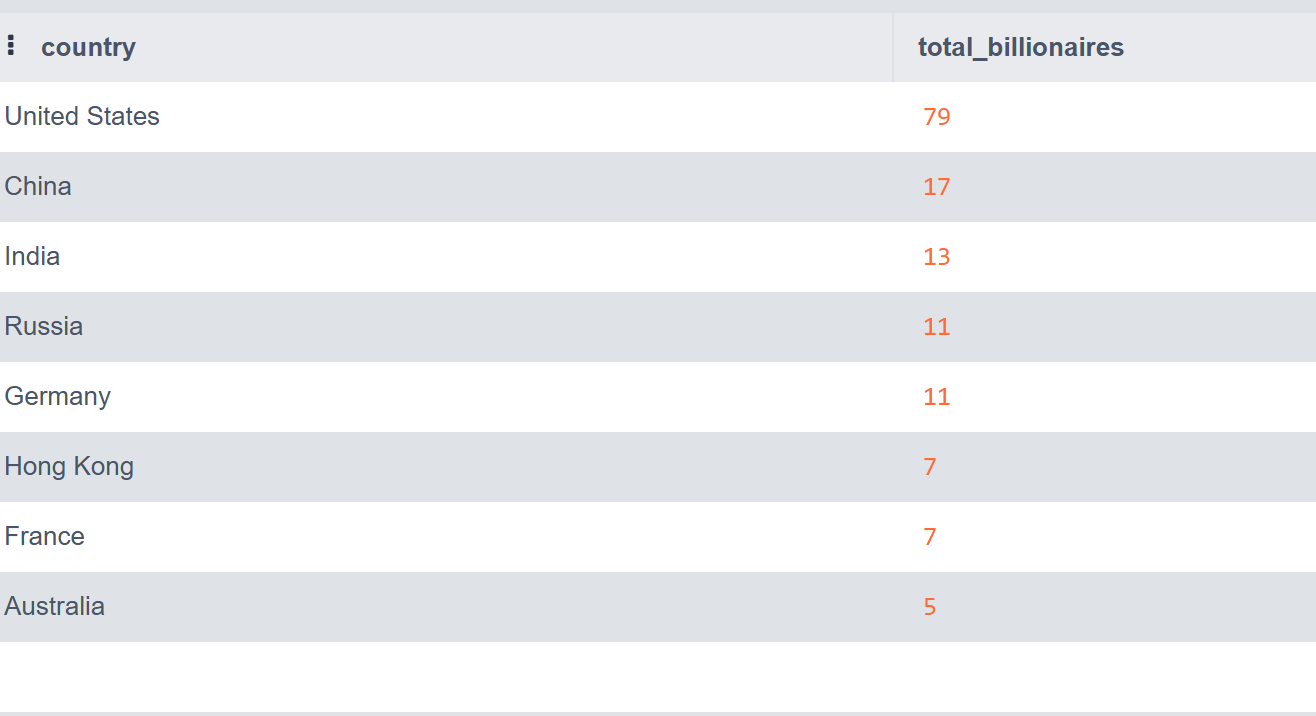 country total_billionaires
United States 79
China 17
India 13
Russia 11
Germany 11
Hong Kong 7
France 7
Australia 5